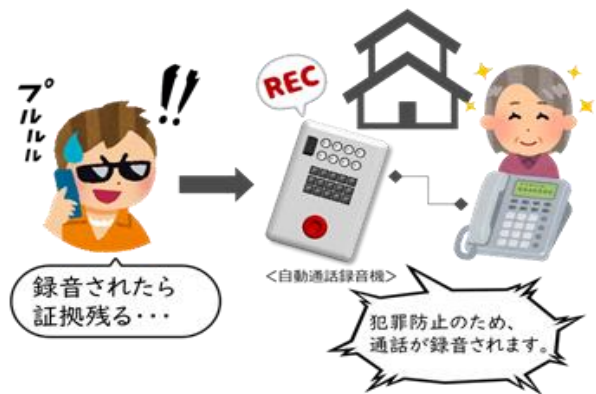 プルルル
!!
REC
<自動通話録音機>
録音されたら
証拠残る・・・
犯罪防止のため、
通話が録音されます。